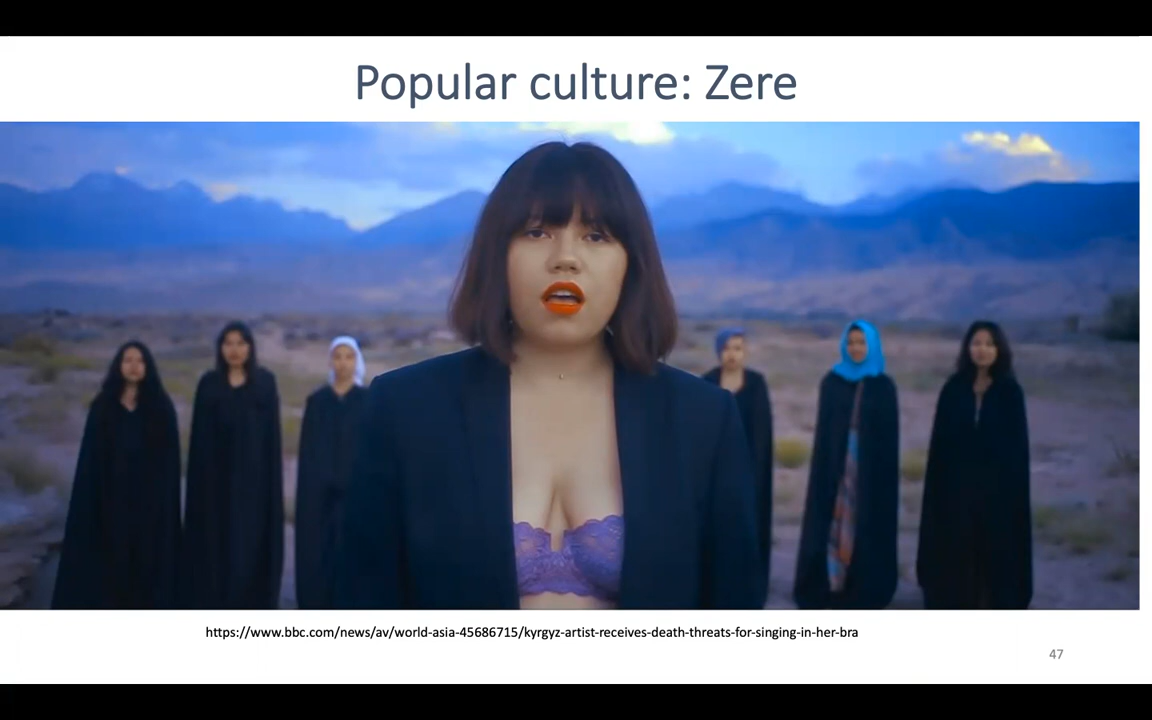 Popular culture: Zere
https://www.bbc.com/news/av/world-asia-45686715/kyrgyz-artist-receives-death-threats-for-singing-in-her-bra
47